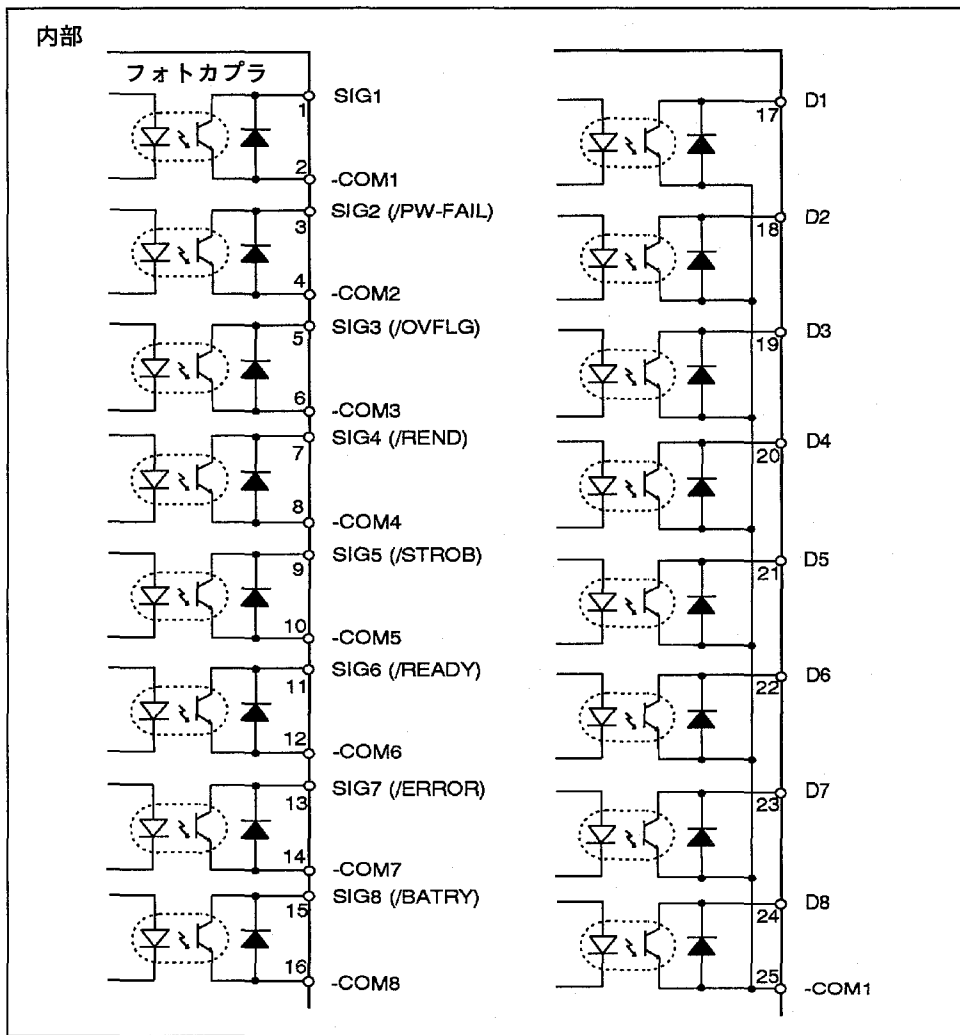 内部
フォトカプラ
1 SIG1
2 -COM1
3 SIG2 (/PW-FAIL)
4 -COM2
5 SIG3 (/OVFLG)
6 -COM3
7 SIG4 (/REND)
8 -COM4
9 SIG5 (/STROB)
10 -COM5
11 SIG6 (/READY)
12 -COM6
13 SIG7 (/ERROR)
14 -COM7
15 SIG8 (/BATRY)
16 -COM8
17 D1
18 D2
19 D3
20 D4
21 D5
22 D6
23 D7
24 D8
25 -COM1